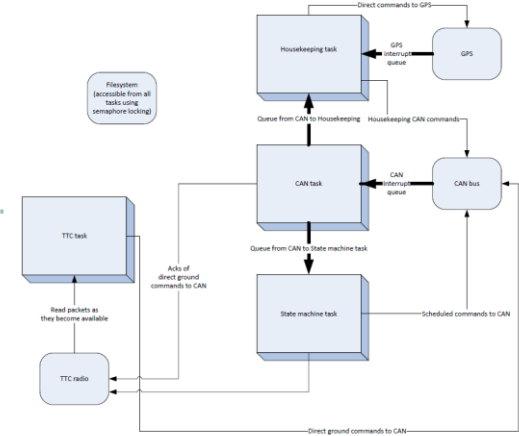 Direct commands to GPS
Housekeeping task
GPS
interrupt
queue
GPS
Filesystem
(accessible from all
tasks using
semaphore locking)
Queue from CAN to Housekeeping
Housekeeping CAN commands
CAN task
CAN
interrupt
queue
CAN bus
TTC task
Queue from CAN to State machine task
Acks of
direct ground
commands to CAN
Read packets as
they become available
State machine task
Scheduled commands to CAN
TTC radio
Direct ground commands to CAN